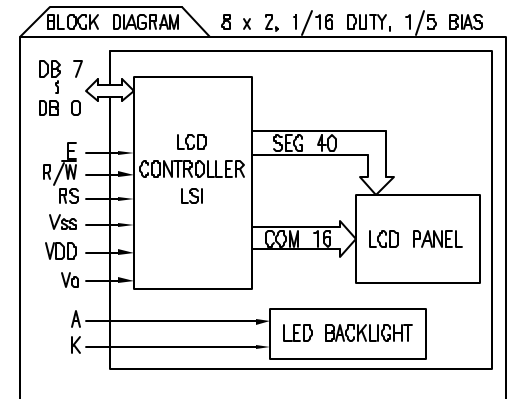 BLOCK DIAGRAM
8 x 2, 1/16 DUTY, 1/5 BIAS
DB 7
DB 0
E
R/W̅
RS
Vss
VDD
Vo
A
K
LCD
CONTROLLER
LSI
SEG 40
COM 16
LCD PANEL
LED BACKLIGHT